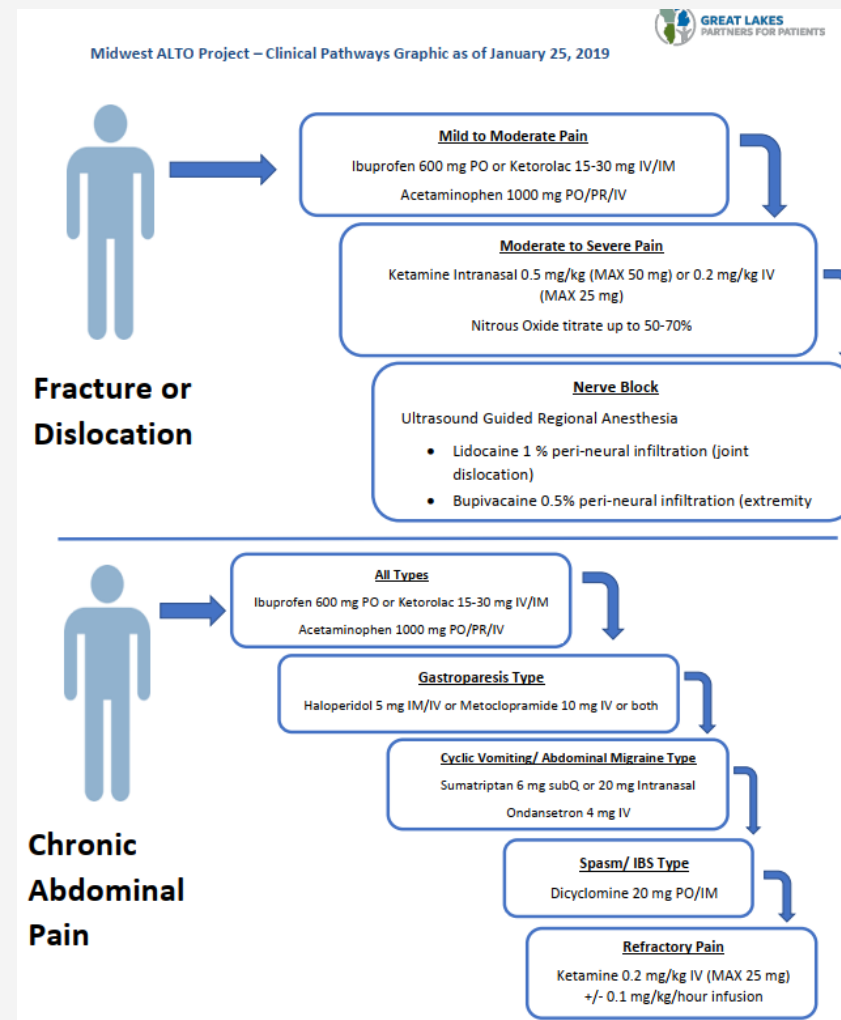 GREAT LAKES
PARTNERS FOR PATIENTS
Midwest ALTO Project – Clinical Pathways Graphic as of January 25, 2019
Mild to Moderate Pain
Ibuprofen 600 mg PO or Ketorolac 15-30 mg IV/IM
Acetaminophen 1000 mg PO/PR/IV
Moderate to Severe Pain
Ketamine Intranasal 0.5 mg/kg (MAX 50 mg) or 0.2 mg/kg IV
(MAX 25 mg)
Nitrous Oxide titrate up to 50-70%
Fracture or
Dislocation
Nerve Block
Ultrasound Guided Regional Anesthesia
• Lidocaine 1 % peri-neural infiltration (joint
dislocation)
• Bupivacaine 0.5% peri-neural infiltration (extremity
All Types
Ibuprofen 600 mg PO or Ketorolac 15-30 mg IV/IM
Acetaminophen 1000 mg PO/PR/IV
Gastroparesis Type
Haloperidol 5 mg IM/IV or Metoclopramide 10 mg IV or both
Cyclic Vomiting/ Abdominal Migraine Type
Sumatriptan 6 mg subQ or 20 mg Intranasal
Ondansetron 4 mg IV
Chronic
Abdominal
Pain
Spasm/ IBS Type
Dicyclomine 20 mg PO/IM
Refractory Pain
Ketamine 0.2 mg/kg IV (MAX 25 mg)
+/- 0.1 mg/kg/hour infusion